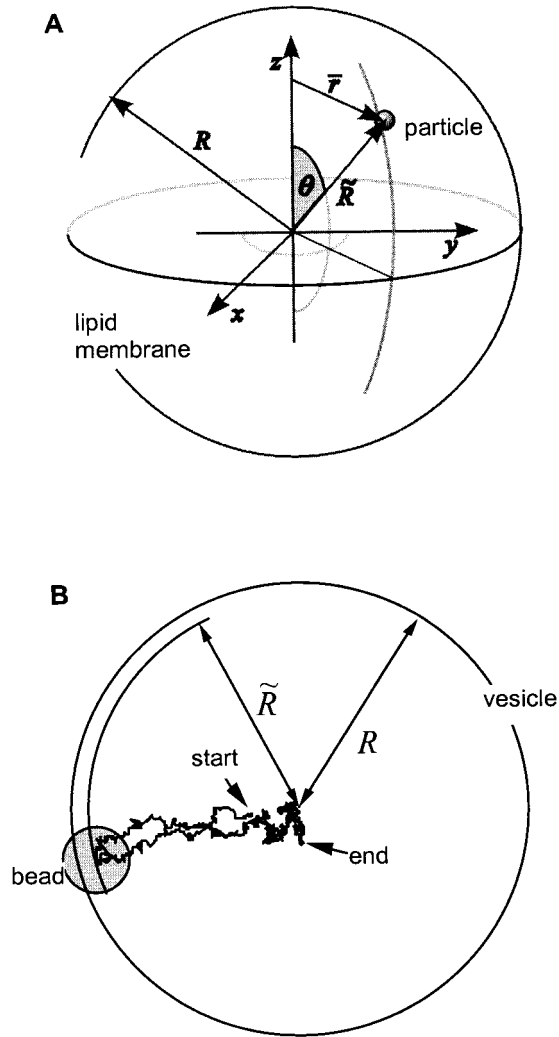 A
z
r̄
particle
R
θ
R̃
y
x
lipid
membrane
B
vesicle
R̃
R
start
end
bead